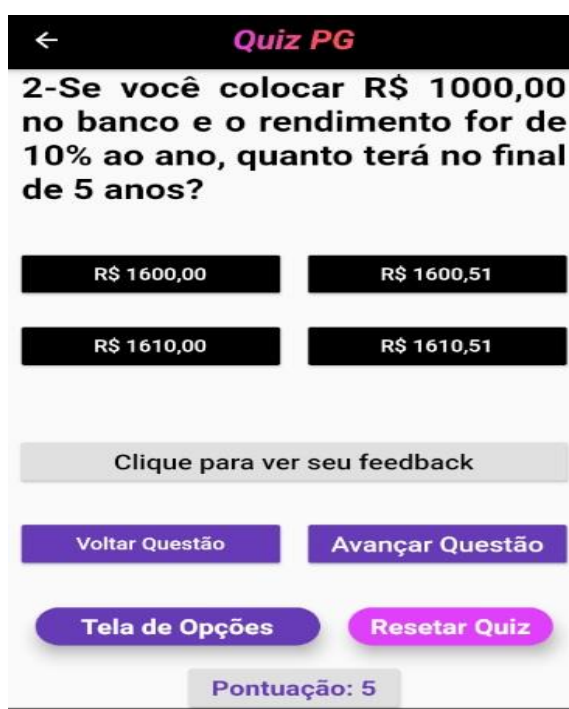 Quiz PG
2-Se você colocar R$ 1000,00
no banco e o rendimento for de
10% ao ano, quanto terá no final
de 5 anos?
R$ 1600,00
R$ 1600,51
R$ 1610,00
R$ 1610,51
Clique para ver seu feedback
Voltar Questão
Avançar Questão
Tela de Opções
Resetar Quiz
Pontuação: 5